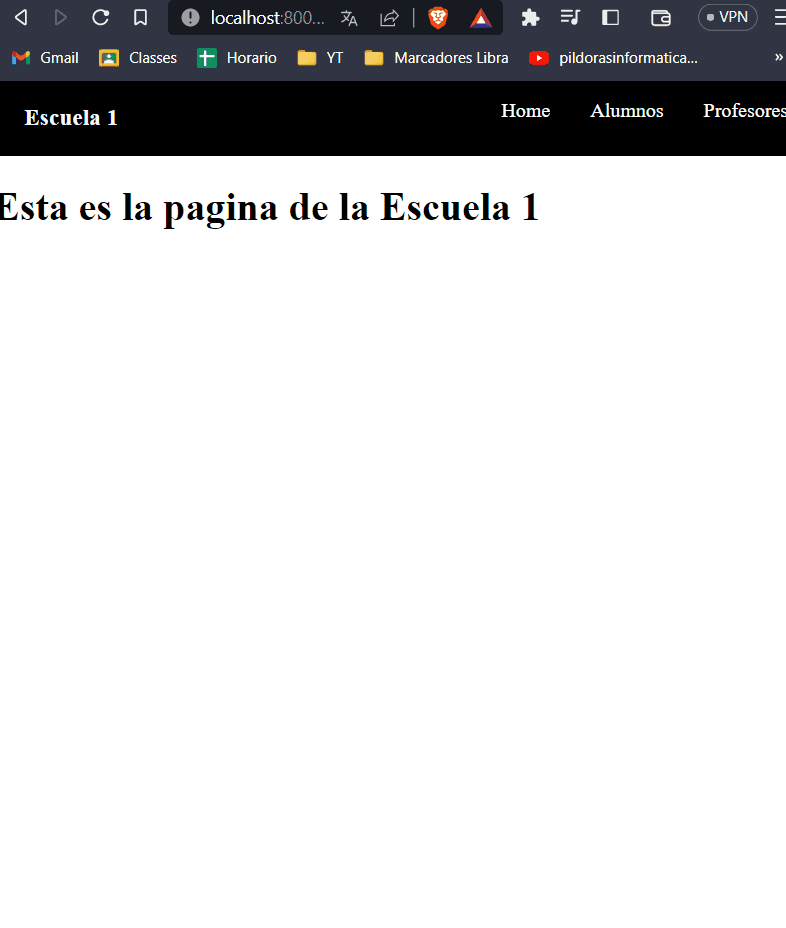 localhost:800... VPN
Gmail Classes Horario YT Marcadores Libra pildorasinformatica... »
Escuela 1 Home Alumnos Profesores
Esta es la pagina de la Escuela 1